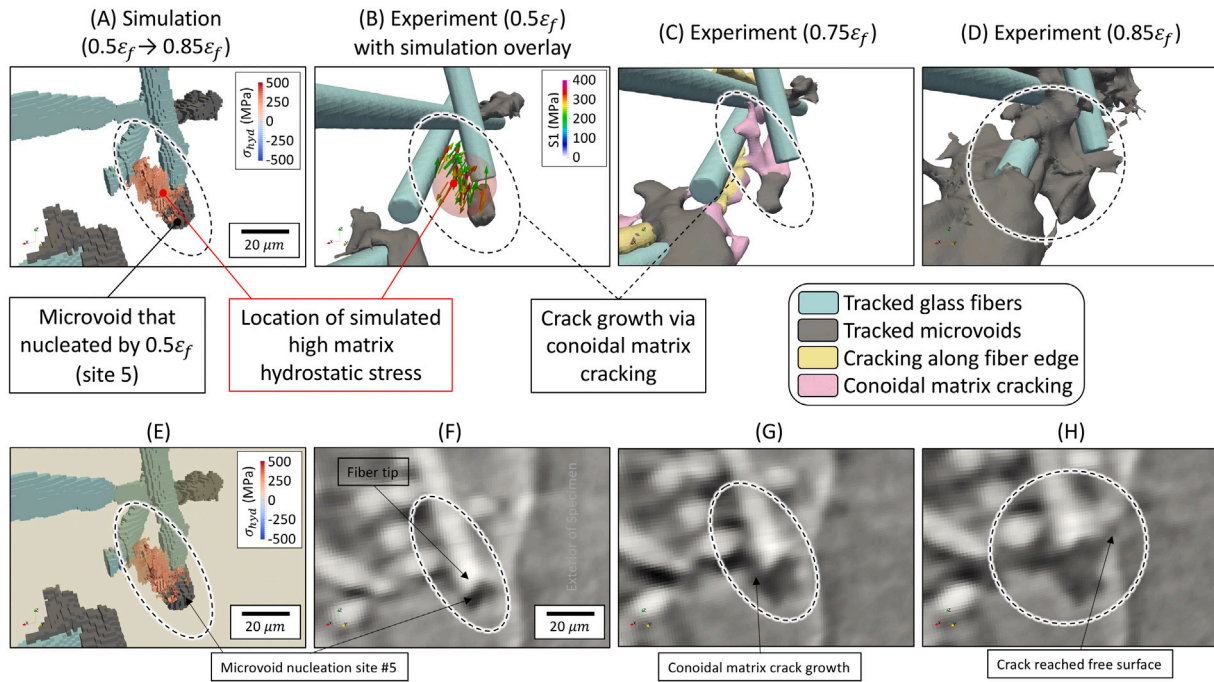 (A) Simulation
(0.5ε_f → 0.85ε_f)
(B) Experiment (0.5ε_f)
with simulation overlay
(C) Experiment (0.75ε_f)
(D) Experiment (0.85ε_f)
500
250
0
-250
-500
σ_hyd (MPa)
20 μm
400
300
200
100
0
S1 (MPa)
Microvoid that
nucleated by 0.5ε_f
(site 5)
Location of simulated
high matrix
hydrostatic stress
Crack growth via
conoidal matrix
cracking
Tracked glass fibers
Tracked microvoids
Cracking along fiber edge
Conoidal matrix cracking
(E)
(F)
(G)
(H)
500
250
0
-250
-500
σ_hyd (MPa)
20 μm
Fiber tip
Exterior of Specimen
20 μm
Microvoid nucleation site #5
Conoidal matrix crack growth
Crack reached free surface